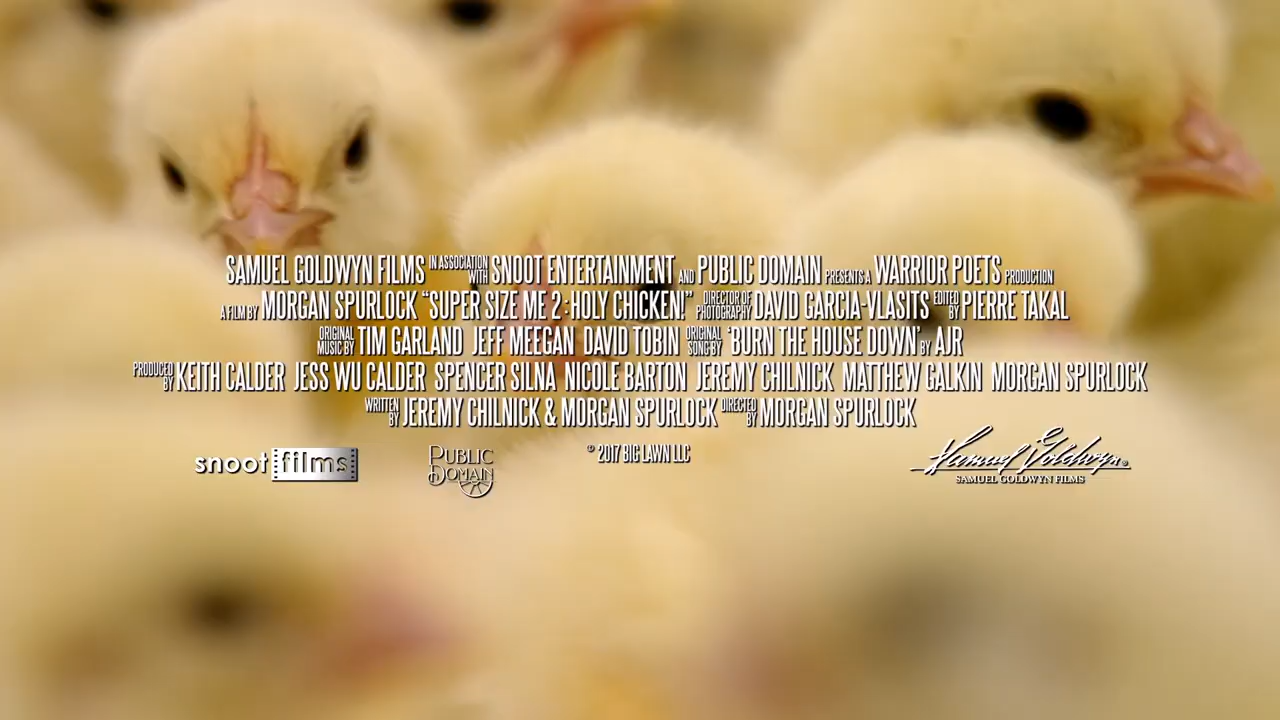 SAMUEL GOLDWYN FILMS IN ASSOCIATION WITH SNOOT ENTERTAINMENT AND PUBLIC DOMAIN PRESENTS A WARRIOR POETS PRODUCTION
A FILM BY MORGAN SPURLOCK “SUPER SIZE ME 2 : HOLY CHICKEN!” DIRECTOR OF PHOTOGRAPHY DAVID GARCIA-VLASITS EDITED BY PIERRE TAKAL
ORIGINAL MUSIC BY TIM GARLAND JEFF MEEGAN DAVID TOBIN ORIGINAL SONG BY ‘BURN THE HOUSE DOWN’ BY AJR
PRODUCED BY KEITH CALDER JESS WU CALDER SPENCER SILNA NICOLE BARTON JEREMY CHILNICK MATTHEW GALKIN MORGAN SPURLOCK
WRITTEN BY JEREMY CHILNICK & MORGAN SPURLOCK DIRECTED BY MORGAN SPURLOCK
snoot films PUBLIC DOMAIN © 2017 BIG LAWN LLC Samuel Goldwyn®
SAMUEL GOLDWYN FILMS